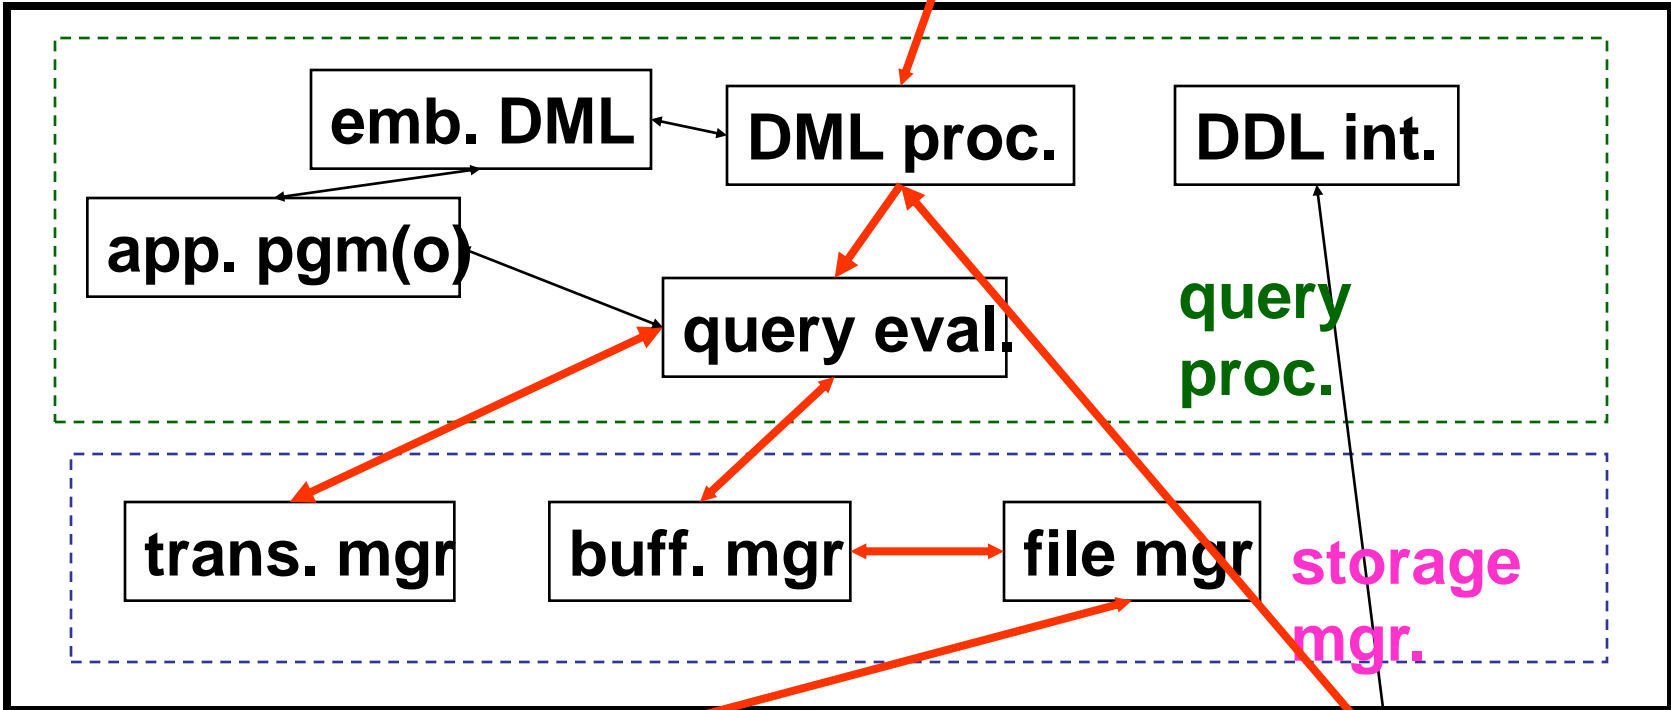 emb. DML
DML proc.
DDL int.
app. pgm(o)
query eval.
query
proc.
trans. mgr
buff. mgr
file mgr
storage
mgr.